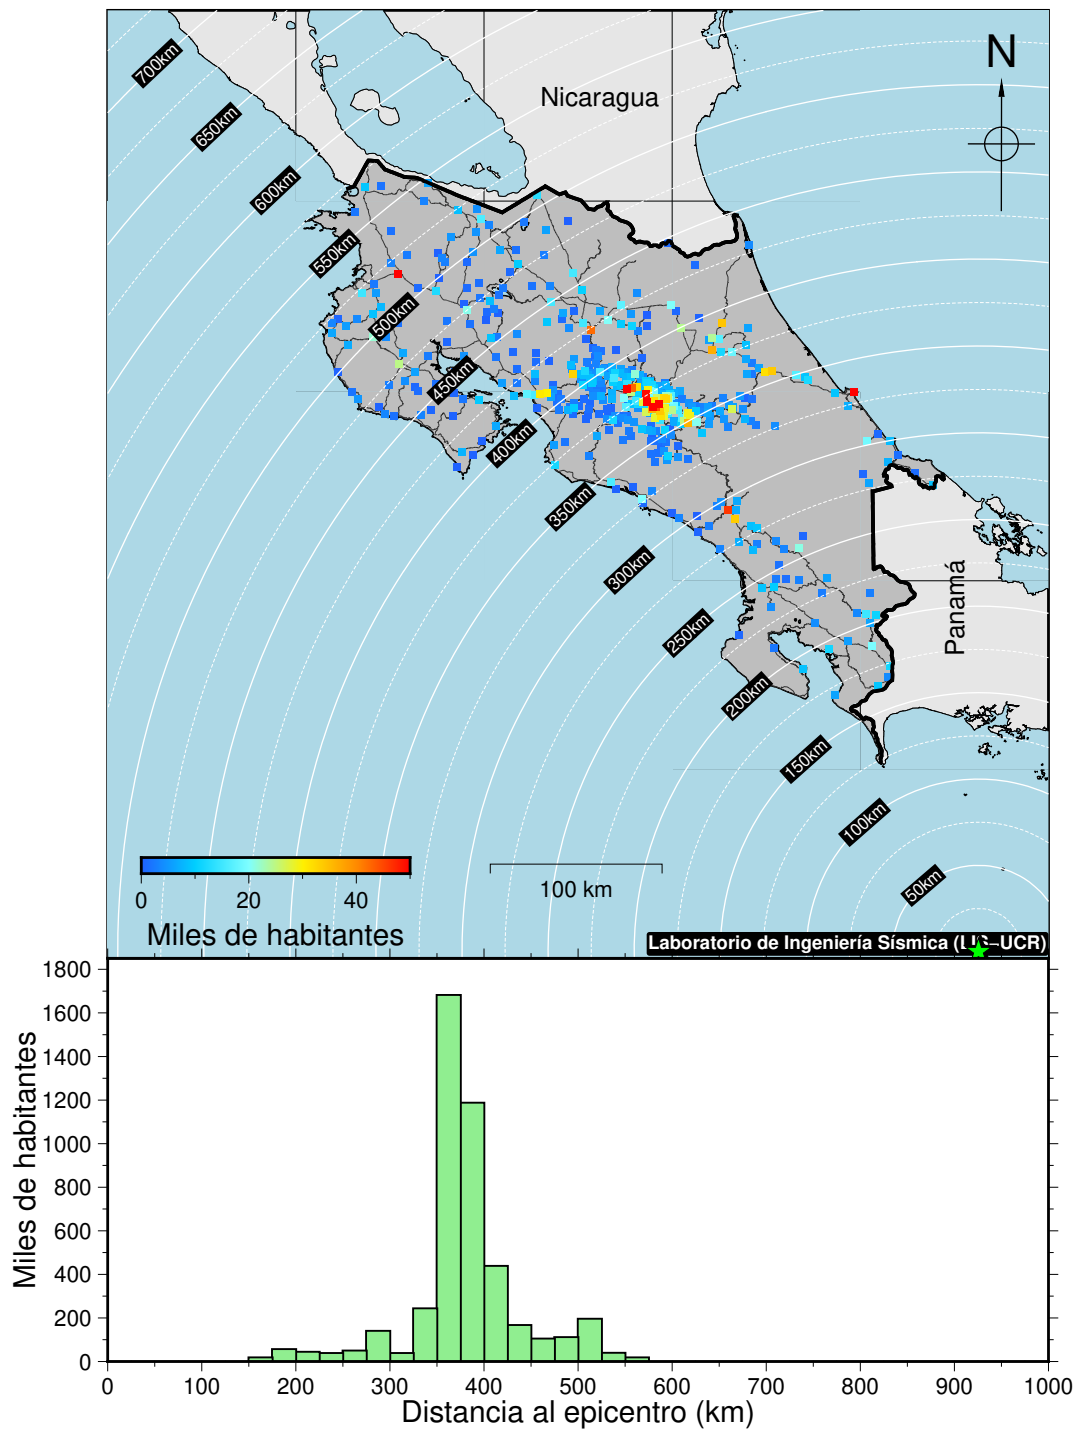 700km
650km
600km
550km
500km
450km
400km
350km
300km
250km
200km
150km
100km
50km
Nicaragua
N
Panamá
0 20 40
Miles de habitantes
100 km
Laboratorio de Ingeniería Sísmica (LIS-UCR)
1800
1600
1400
1200
1000
800
600
400
200
0
Miles de habitantes
0 100 200 300 400 500 600 700 800 900 1000
Distancia al epicentro (km)